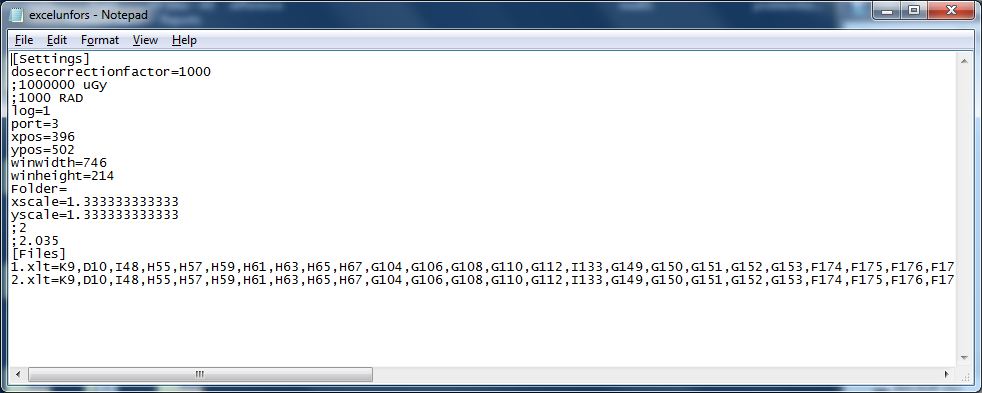 excelunfors - Notepad
File Edit Format View Help
[Settings]
dosecorrectionfactor=1000
;1000000 uGy
;1000 RAD
log=1
port=3
xpos=396
ypos=502
winwidth=746
winheight=214
Folder=
xscale=1.333333333333
yscale=1.333333333333
;2
;2.035
[Files]
1.xlt=K9,D10,I48,H55,H57,H59,H61,H63,H65,H67,G104,G106,G108,G110,G112,I133,G149,G150,G151,G152,G153,F174,F175,F176,F17
2.xlt=K9,D10,I48,H55,H57,H59,H61,H63,H65,H67,G104,G106,G108,G110,G112,I133,G149,G150,G151,G152,G153,F174,F175,F176,F17